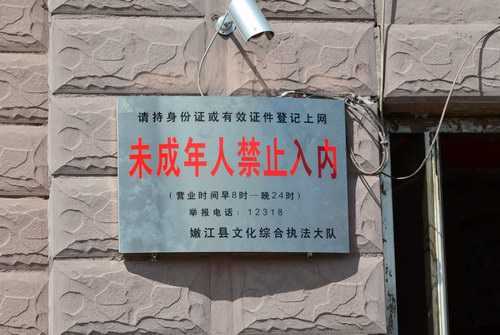 请持身份证或有效证件登记上网
未成年人禁止入内
(营业时间早8时一晚24时)
举报电话：12318
嫩江县文化综合执法大队